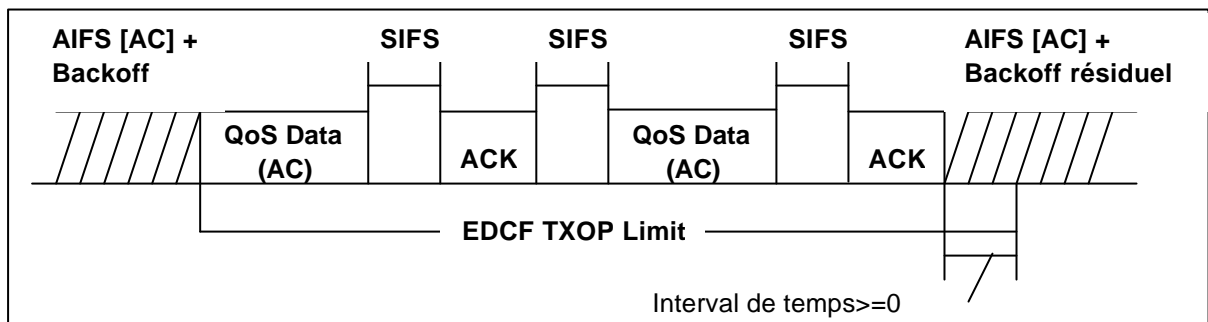 AIFS [AC] +
Backoff
SIFS
SIFS
SIFS
AIFS [AC] +
Backoff résiduel
QoS Data
(AC)
ACK
QoS Data
(AC)
ACK
EDCF TXOP Limit
Interval de temps>=0